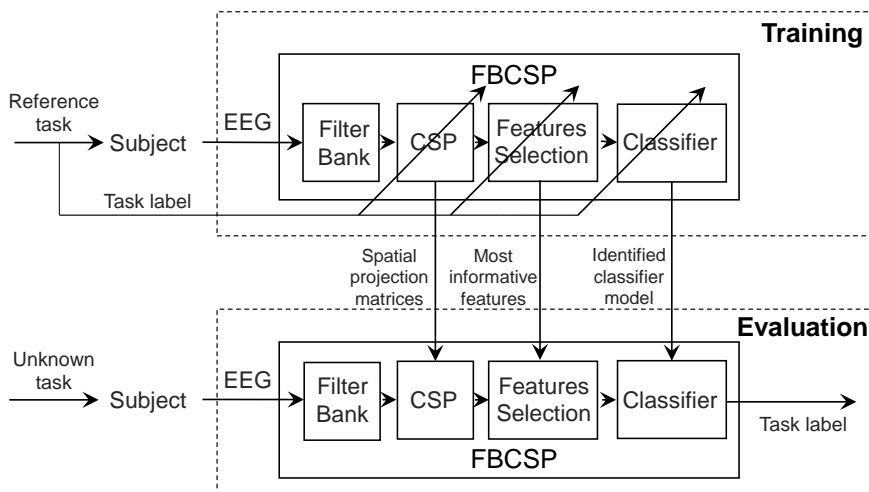 Training
FBCSP
Reference
task
Subject
EEG
Filter
Bank
CSP
Features
Selection
Classifier
Task label
Spatial
projection
matrices
Most
informative
features
Identified
classifier
model
Evaluation
Unknown
task
Subject
EEG
Filter
Bank
CSP
Features
Selection
Classifier
Task label
FBCSP